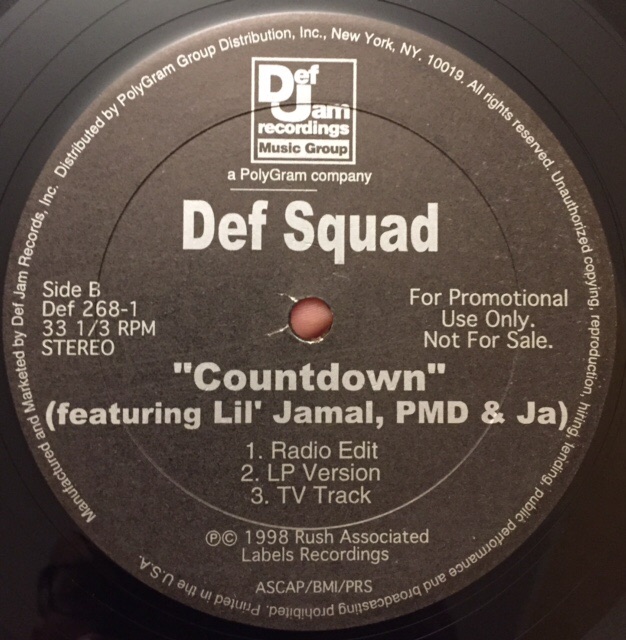 Manufactured and Marketed by Def Jam Records, Inc. Distributed by PolyGram Group Distribution, Inc., New York, NY. 10019. All rights reserved. Unauthorized copying, reproduction, hiring, lending, public performance and broadcasting prohibited. Printed in the U.S.A.
Def
Jam
recordings
Music Group
a PolyGram company
Def Squad
Side B
Def 268-1
33 1/3 RPM
STEREO
For Promotional
Use Only.
Not For Sale.
"Countdown"
(featuring Lil' Jamal, PMD & Ja)
1. Radio Edit
2. LP Version
3. TV Track
℗© 1998 Rush Associated
Labels Recordings
ASCAP/BMI/PRS